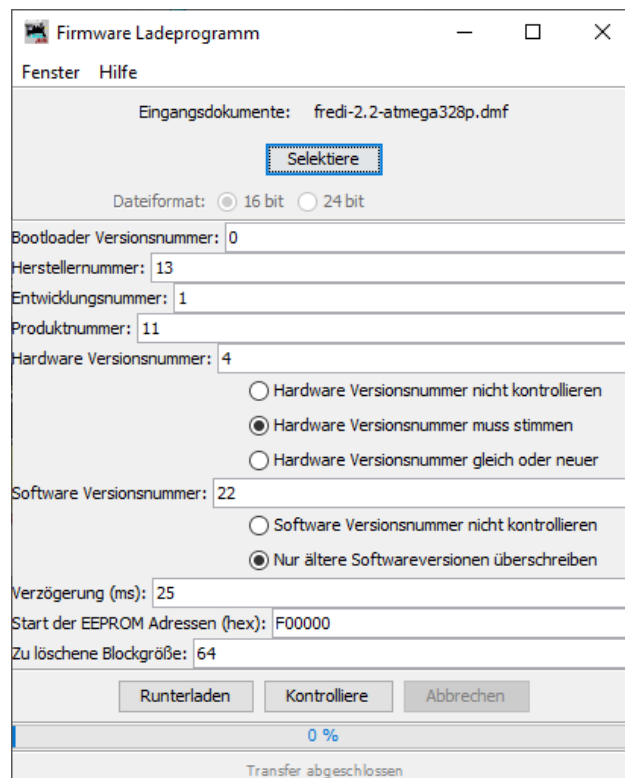 Firmware Ladeprogramm
Fenster Hilfe
Eingangsdokumente: fredi-2.2-atmega328p.dmf
Selektiere
Dateiformat: 16 bit 24 bit
Bootloader Versionsnummer: 0
Herstellernummer: 13
Entwicklungsnummer: 1
Produktnummer: 11
Hardware Versionsnummer: 4
Hardware Versionsnummer nicht kontrollieren
Hardware Versionsnummer muss stimmen
Hardware Versionsnummer gleich oder neuer
Software Versionsnummer: 22
Software Versionsnummer nicht kontrollieren
Nur ältere Softwareversionen überschreiben
Verzögerung (ms): 25
Start der EEPROM Adressen (hex): F00000
Zu löschene Blockgröße: 64
Runterladen Kontrolliere Abbrechen
0 %
Transfer abgeschlossen